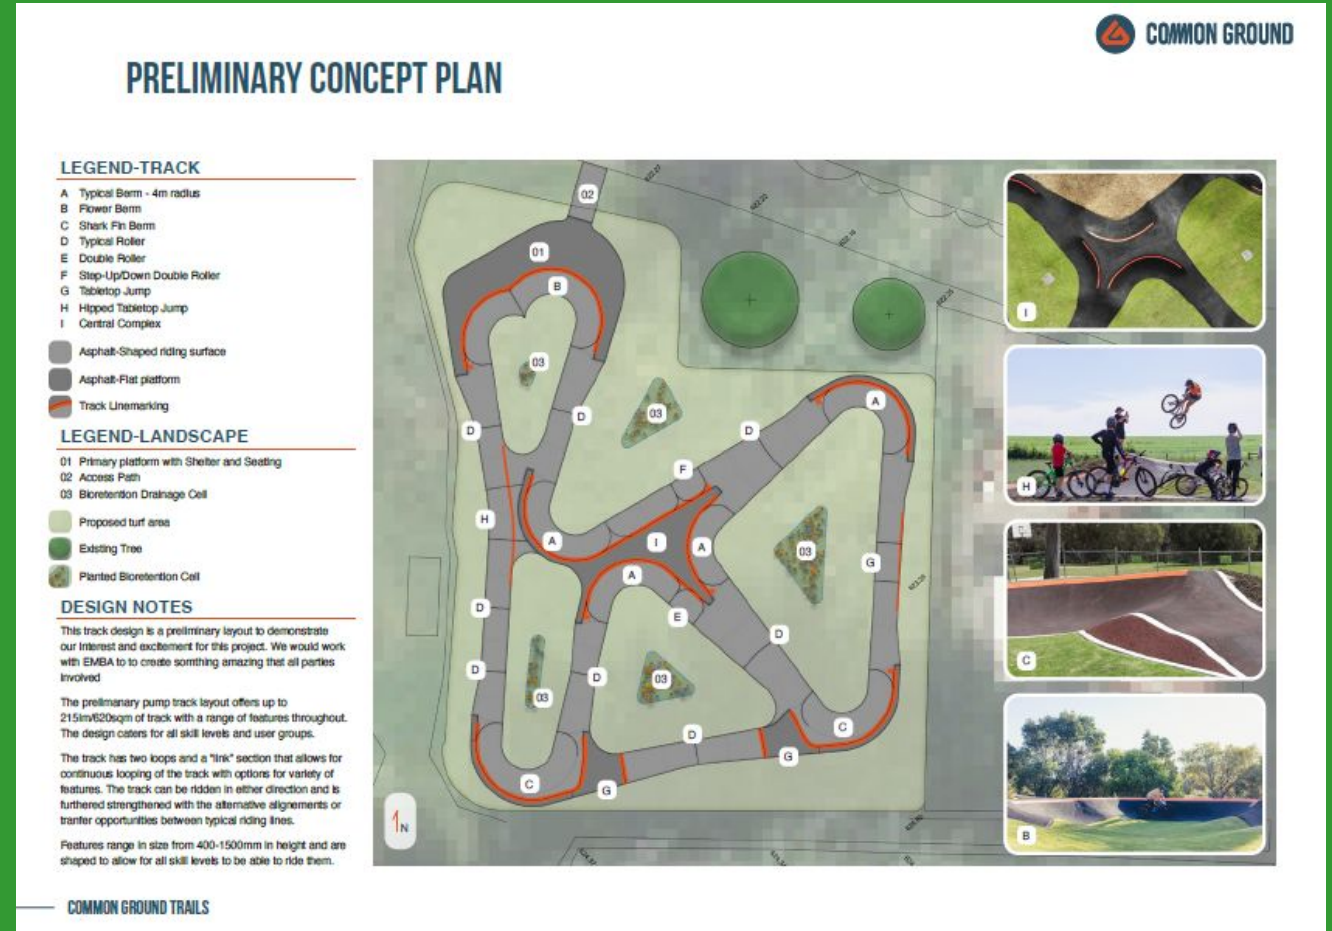 COMMON GROUND
PRELIMINARY CONCEPT PLAN
LEGEND-TRACK
A Typical Berm - 4m radius
B Flower Berm
C Shark Fin Berm
D Typical Roller
E Double Roller
F Step-Up/Down Double Roller
G Tabletop Jump
H Hipped Tabletop Jump
I Central Complex
Asphalt-Shaped riding surface
Asphalt-Flat platform
Track Linemarking
LEGEND-LANDSCAPE
01 Primary platform with Shelter and Seating
02 Access Path
03 Bioretention Drainage Cell
Proposed turf area
Existing Tree
Planted Bioretention Cell
DESIGN NOTES
This track design is a preliminary layout to demonstrate
our interest and excitement for this project. We would work
with EMBA to to create somthing amazing that all parties
involved
The prelimanary pump track layout offers up to
215lm/620sqm of track with a range of features throughout.
The design caters for all skill levels and user groups.
The track has two loops and a "link" section that allows for
continuous looping of the track with options for variety of
features. The track can be ridden in either direction and is
furthered strengthened with the alternative alignements or
tranfer opportunities between typical riding lines.
Features range in size from 400-1500mm in height and are
shaped to allow for all skill levels to be able to ride them.
02
01
B
03
D
D
03
D
A
F
H
A
I
A
03
G
A
E
D
D
D
D
03
03
D
C
G
C
G
N
I
H
C
B
COMMON GROUND TRAILS